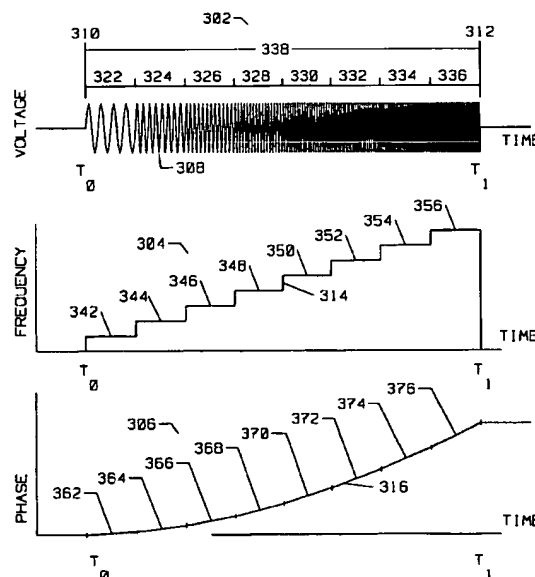 302
310 312
338
322 324 326 328 330 332 334 336
VOLTAGE
TIME
T0 308 T1
356
354
352
304 350
348
346
344 314
342
FREQUENCY
TIME
T0 T1
376
374
372
306 370
368
366
364 316
362
PHASE
TIME
T0 T1